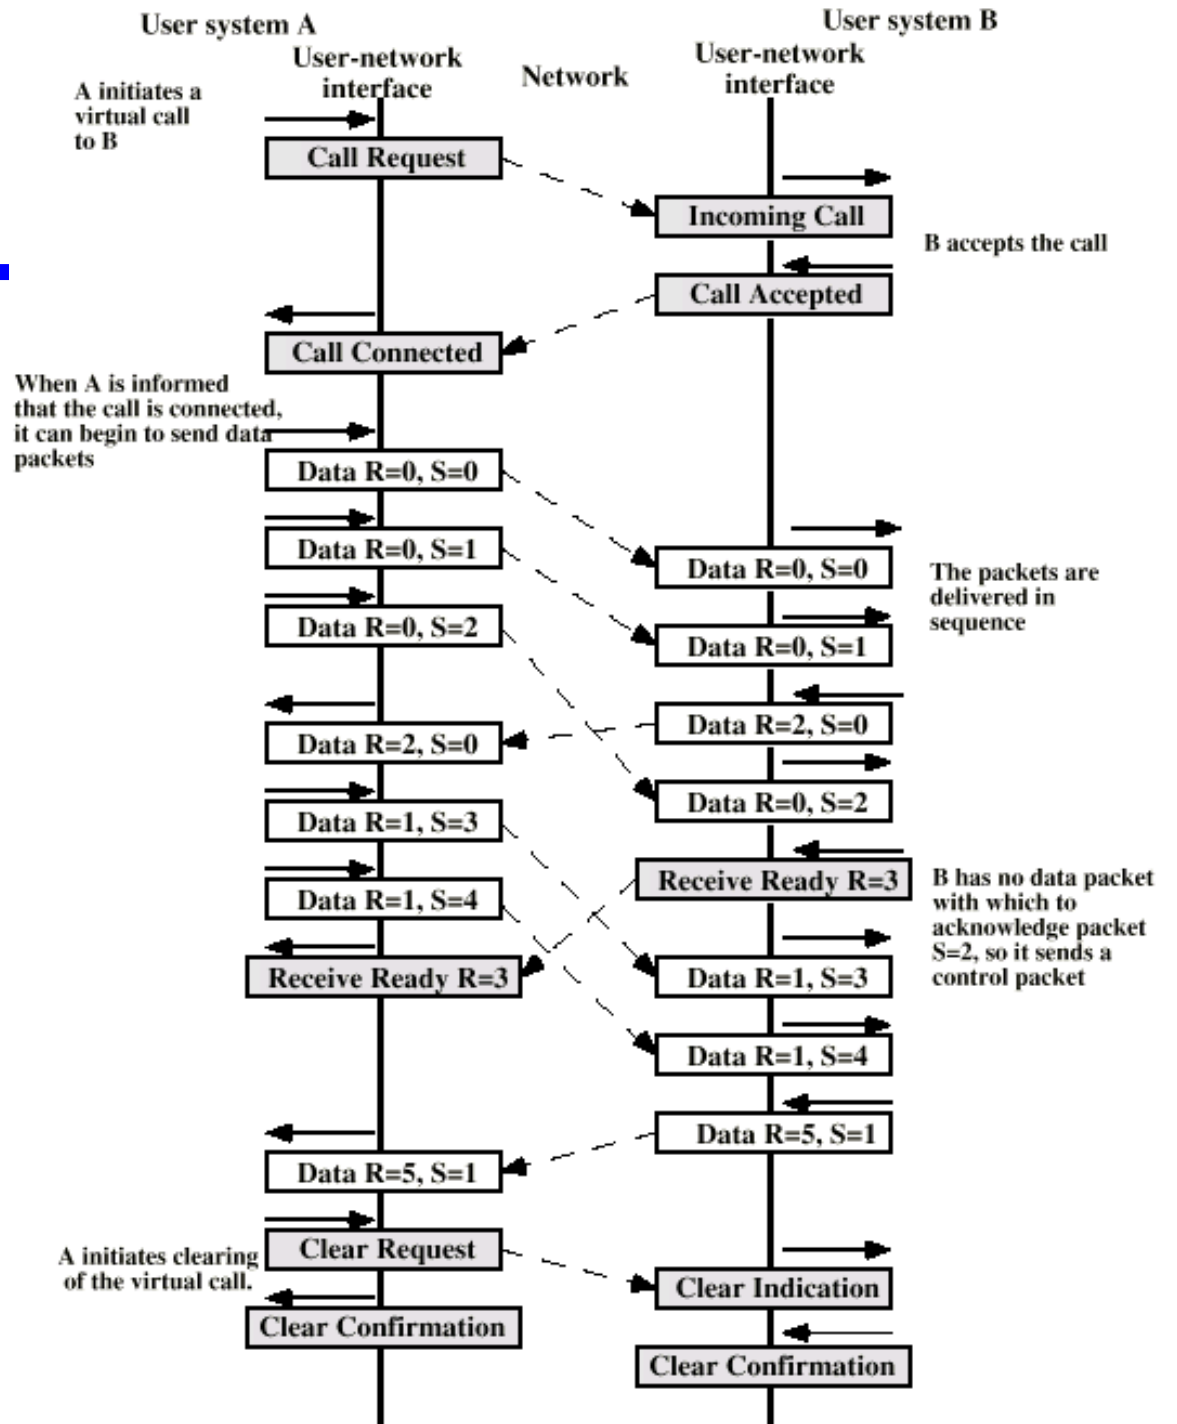 User system A
User system B
User-network
interface
Network
User-network
interface
A initiates a
virtual call
to B
Call Request
Incoming Call
B accepts the call
Call Accepted
Call Connected
When A is informed
that the call is connected,
it can begin to send data
packets
Data R=0, S=0
Data R=0, S=1
Data R=0, S=0
The packets are
delivered in
sequence
Data R=0, S=2
Data R=0, S=1
Data R=2, S=0
Data R=2, S=0
Data R=0, S=2
Data R=1, S=3
Receive Ready R=3
B has no data packet
with which to
acknowledge packet
S=2, so it sends a
control packet
Data R=1, S=4
Receive Ready R=3
Data R=1, S=3
Data R=1, S=4
Data R=5, S=1
Data R=5, S=1
Clear Request
A initiates clearing
of the virtual call.
Clear Indication
Clear Confirmation
Clear Confirmation